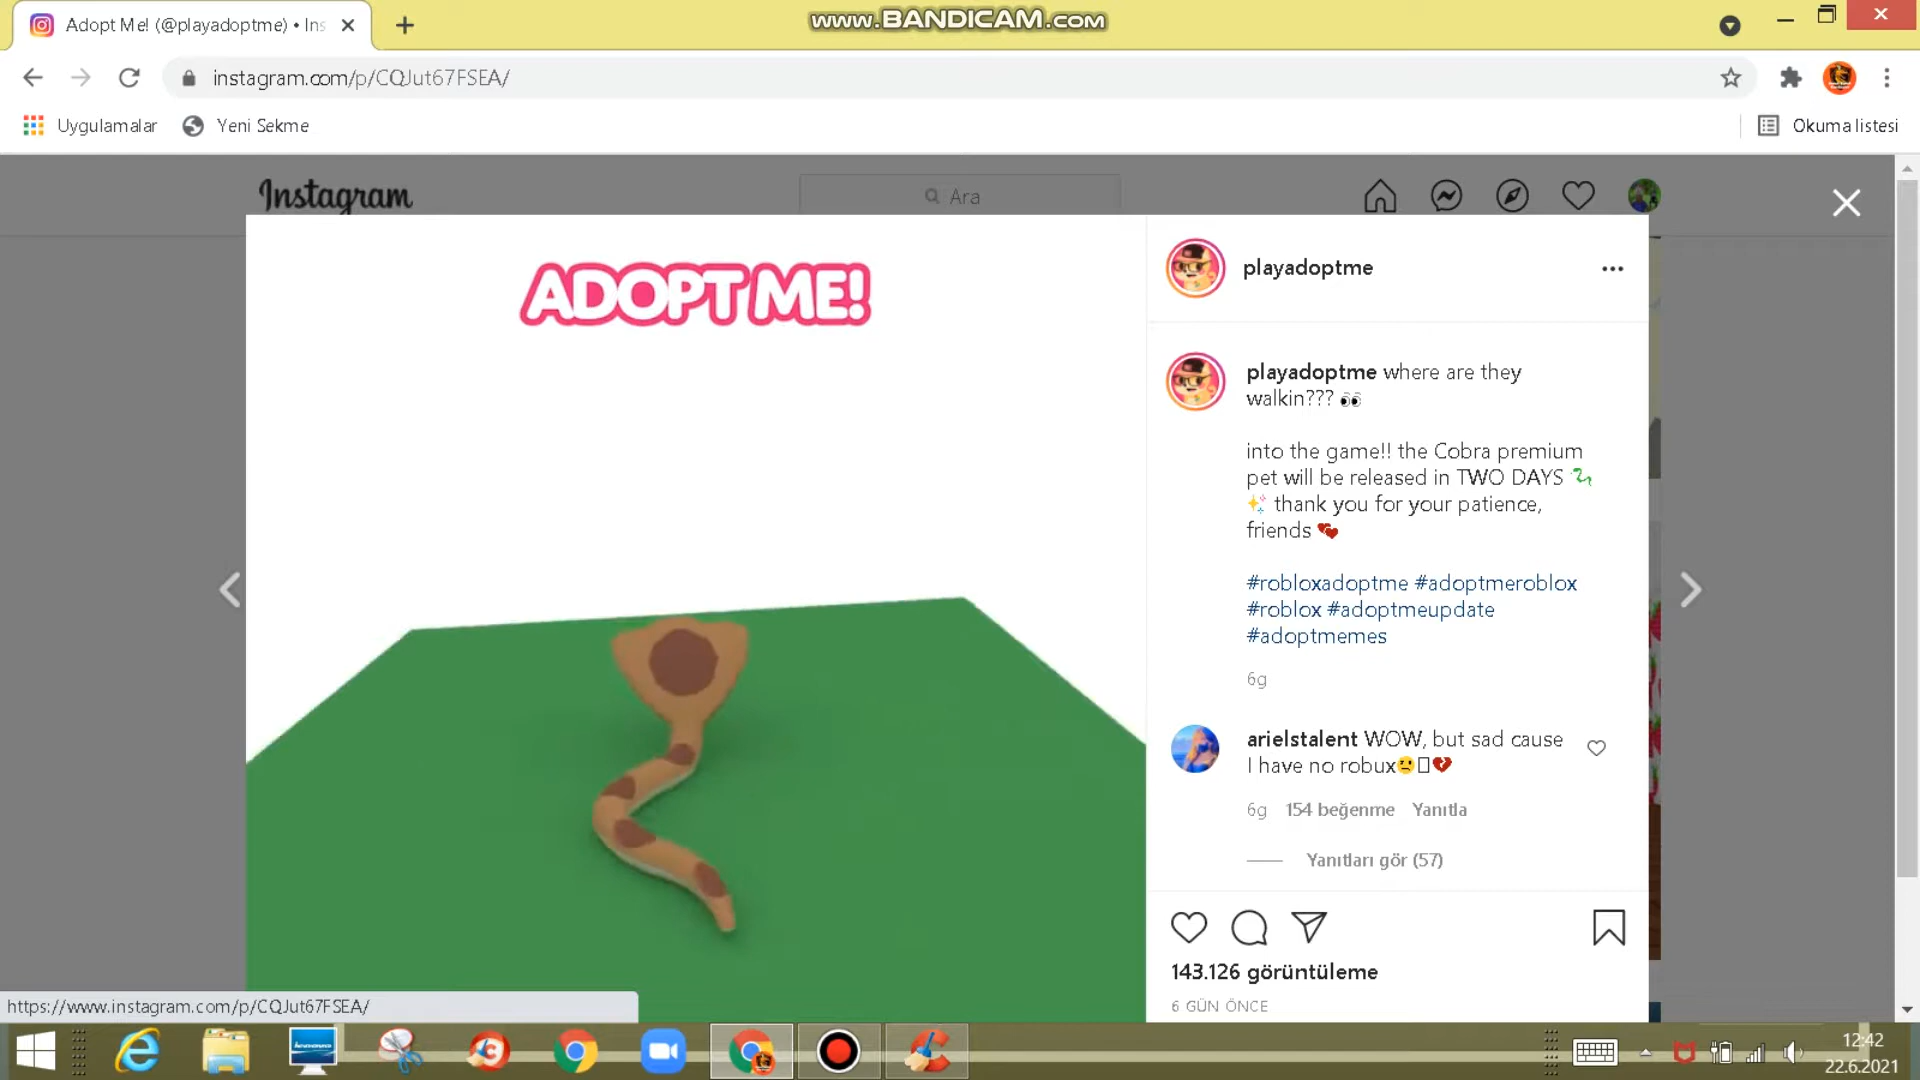 Adopt Me! (@playadoptme) • Ins
www.BANDICAM.com
instagram.com/p/CQJut67FSEA/
Uygulamalar
Yeni Sekme
Okuma listesi
Instagram
Ara
ADOPT ME!
playadoptme
playadoptme where are they
walkin??? 👀
into the game!! the Cobra premium
pet will be released in TWO DAYS 🐍
✨ thank you for your patience,
friends 💕
#robloxadoptme #adoptmeroblox
#roblox #adoptmeupdate
#adoptmemes
6g
arielstalent WOW, but sad cause
I have no robux😢▯💔
6g 154 beğenme Yanıtla
Yanıtları gör (57)
143.126 görüntüleme
6 GÜN ÖNCE
https://www.instagram.com/p/CQJut67FSEA/
12:42
22.6.2021